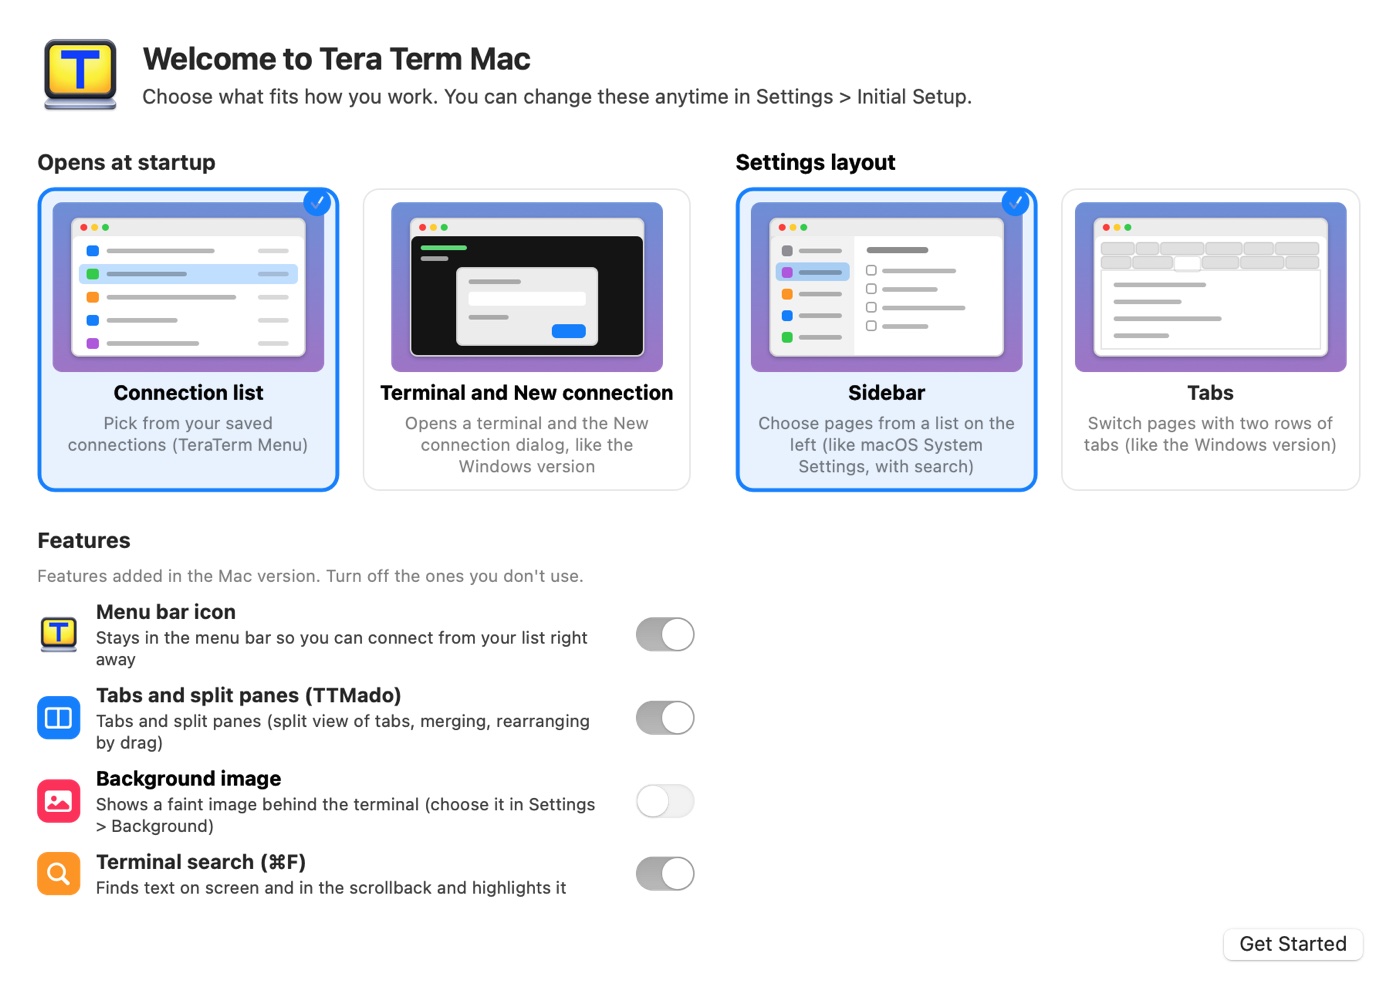 T
Welcome to Tera Term Mac
Choose what fits how you work. You can change these anytime in Settings > Initial Setup.
Opens at startup
Connection list
Pick from your saved
connections (TeraTerm Menu)
Terminal and New connection
Opens a terminal and the New
connection dialog, like the
Windows version
Settings layout
Sidebar
Choose pages from a list on the
left (like macOS System
Settings, with search)
Tabs
Switch pages with two rows of
tabs (like the Windows version)
Features
Features added in the Mac version. Turn off the ones you don't use.
T
Menu bar icon
Stays in the menu bar so you can connect from your list right
away
Tabs and split panes (TTMado)
Tabs and split panes (split view of tabs, merging, rearranging
by drag)
Background image
Shows a faint image behind the terminal (choose it in Settings
> Background)
Terminal search (⌘F)
Finds text on screen and in the scrollback and highlights it
Get Started